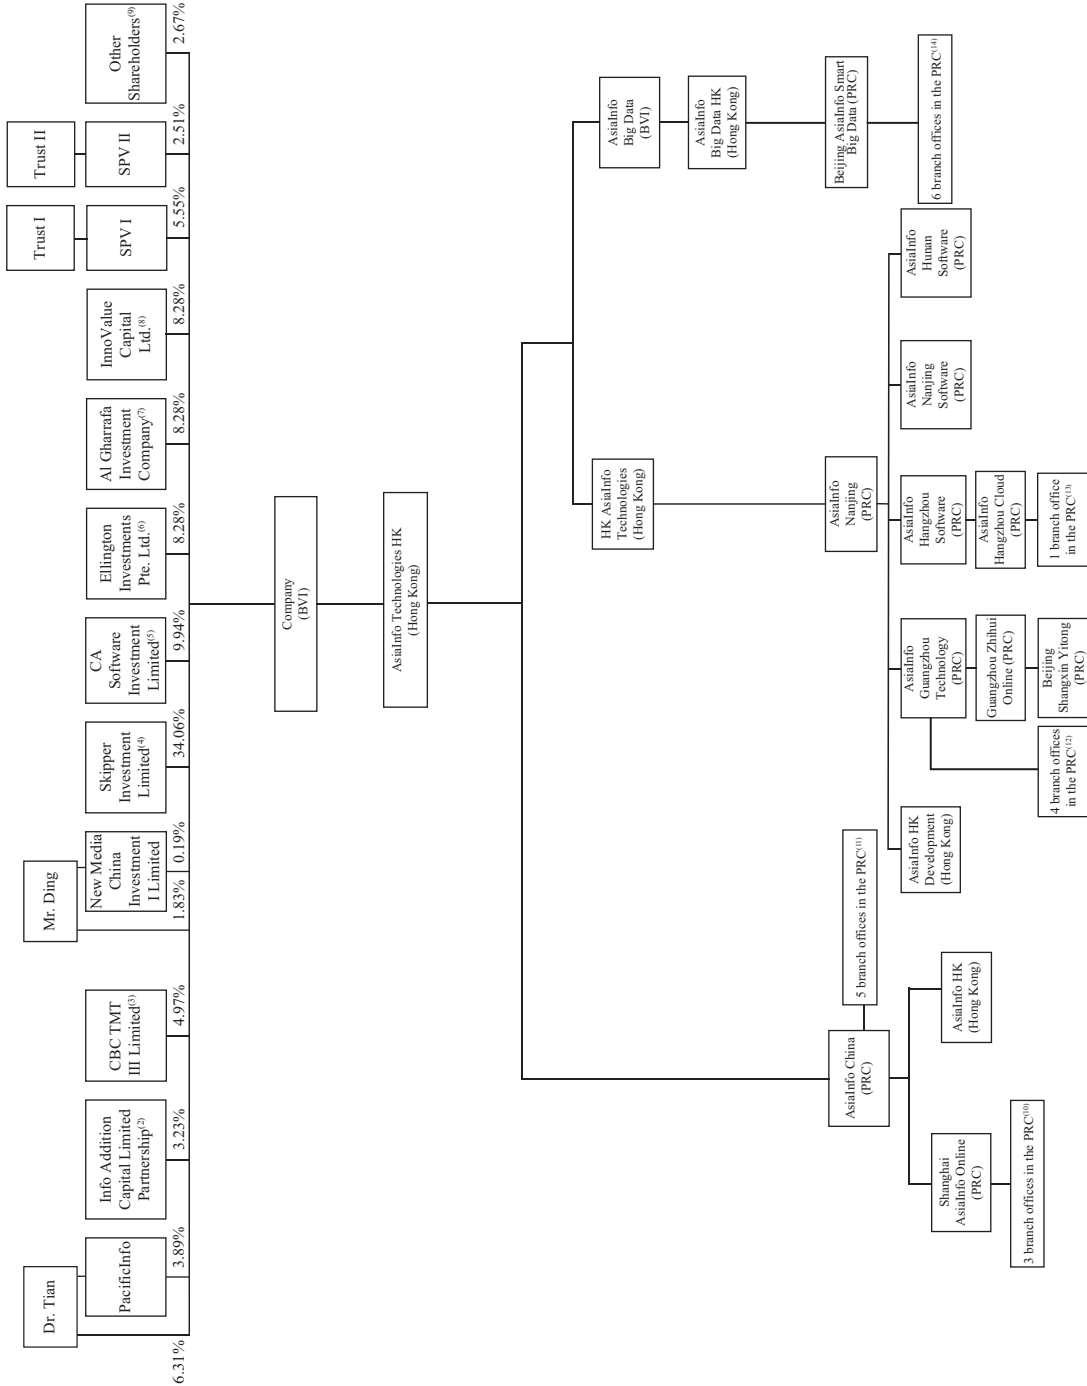 Dr. Tian
Mr. Ding
Trust I
Trust II
PacificInfo
Info Addition
Capital Limited
Partnership(2)
CBC TMT
III Limited(3)
New Media
China
Investment
I Limited
Skipper
Investment
Limited(4)
CA
Software
Investment
Limited(5)
Ellington
Investments
Pte. Ltd.(6)
Al Gharrafa
Investment
Company(7)
InnoValue
Capital
Ltd.(8)
SPV I
SPV II
Other
Shareholders(9)
6.31%
3.89%
3.23%
4.97%
1.83%
0.19%
34.06%
9.94%
8.28%
8.28%
8.28%
5.55%
2.51%
2.67%
Company
(BVI)
AsiaInfo Technologies HK
(Hong Kong)
HK AsiaInfo
Technologies
(Hong Kong)
AsiaInfo
Big Data
(BVI)
AsiaInfo
Big Data HK
(Hong Kong)
AsiaInfo China
(PRC)
5 branch offices in the PRC(11)
AsiaInfo
Nanjing
(PRC)
Beijing AsiaInfo Smart
Big Data (PRC)
6 branch offices in the PRC(14)
Shanghai
AsiaInfo Online
(PRC)
3 branch offices in the PRC(10)
AsiaInfo HK
(Hong Kong)
AsiaInfo HK
Development
(Hong Kong)
AsiaInfo
Guangzhou
Technology
(PRC)
AsiaInfo
Hangzhou
Software
(PRC)
AsiaInfo
Nanjing
Software
(PRC)
AsiaInfo
Hunan
Software
(PRC)
Guangzhou Zhihui
Online (PRC)
AsiaInfo
Hangzhou Cloud
(PRC)
4 branch offices
in the PRC(12)
Beijing
Shangxin Yitong
(PRC)
1 branch office
in the PRC(13)